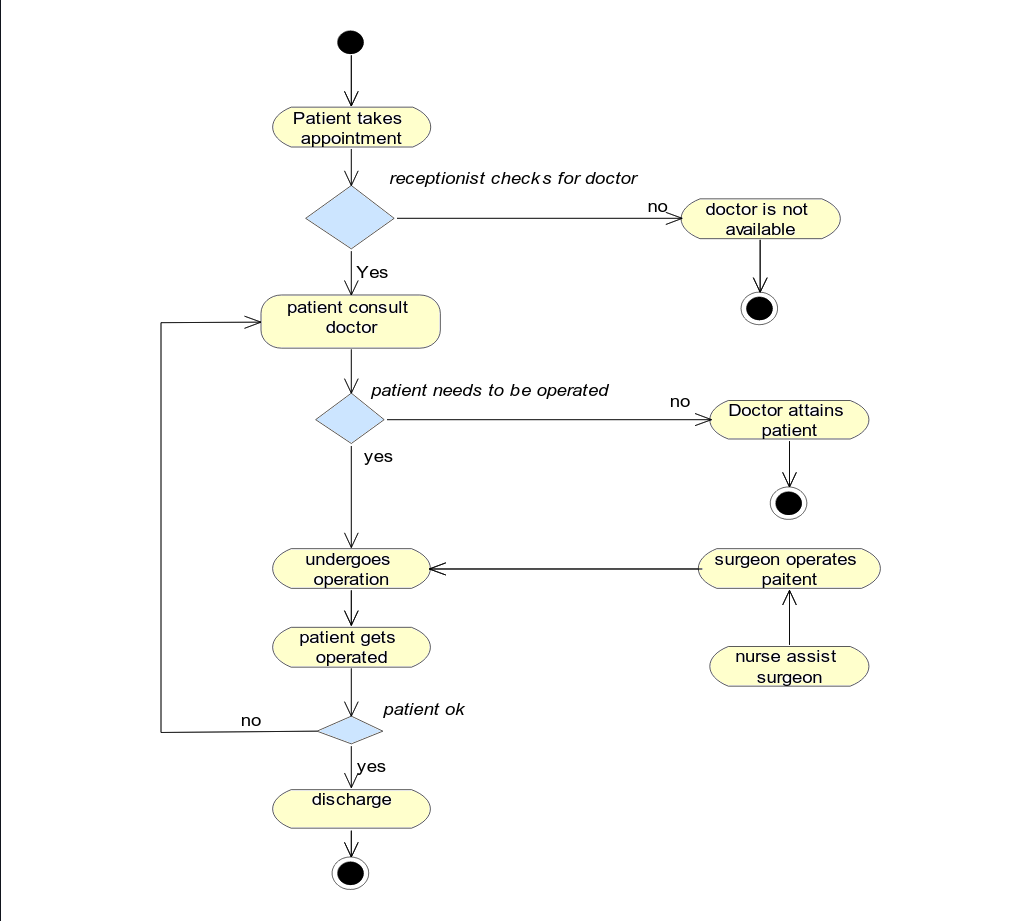 Patient takes
appointment
receptionist checks for doctor
no
doctor is not
available
Yes
patient consult
doctor
patient needs to be operated
no
Doctor attains
patient
yes
undergoes
operation
surgeon operates
paitent
patient gets
operated
nurse assist
surgeon
patient ok
no
yes
discharge